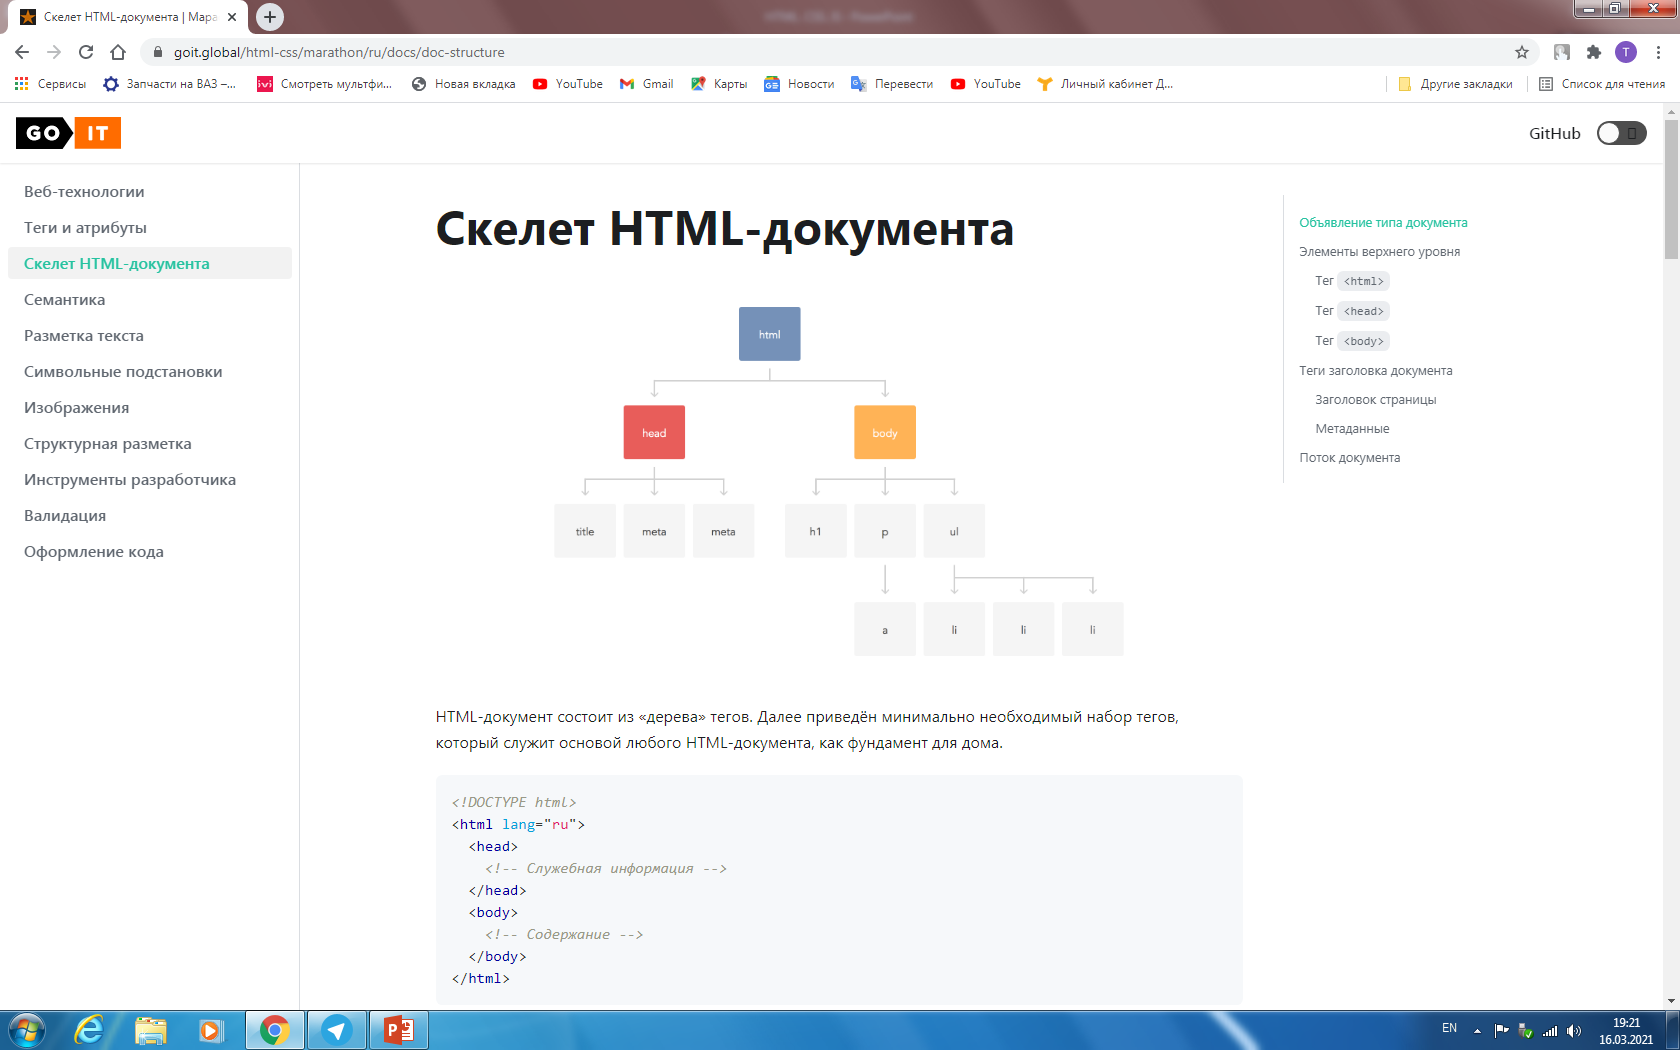 Скелет HTML-документа | Мара
goit.global/html-css/marathon/ru/docs/doc-structure
T
Сервисы
Запчасти на ВАЗ –...
ivi
Смотреть мультфи...
Новая вкладка
YouTube
Gmail
Карты
Новости
Перевести
YouTube
Личный кабинет Д...
Другие закладки
Список для чтения
GO IT
GitHub
Веб-технологии
Теги и атрибуты
Скелет HTML-документа
Семантика
Разметка текста
Символьные подстановки
Изображения
Структурная разметка
Инструменты разработчика
Валидация
Оформление кода
Скелет HTML-документа
html
head
body
title
meta
meta
h1
p
ul
a
li
li
li
HTML-документ состоит из «дерева» тегов. Далее приведён минимально необходимый набор тегов,
который служит основой любого HTML-документа, как фундамент для дома.
<!DOCTYPE html>
<html lang="ru">
<head>
<!-- Служебная информация -->
</head>
<body>
<!-- Содержание -->
</body>
</html>
Объявление типа документа
Элементы верхнего уровня
Тег <html>
Тег <head>
Тег <body>
Теги заголовка документа
Заголовок страницы
Метаданные
Поток документа
EN
19:21
16.03.2021